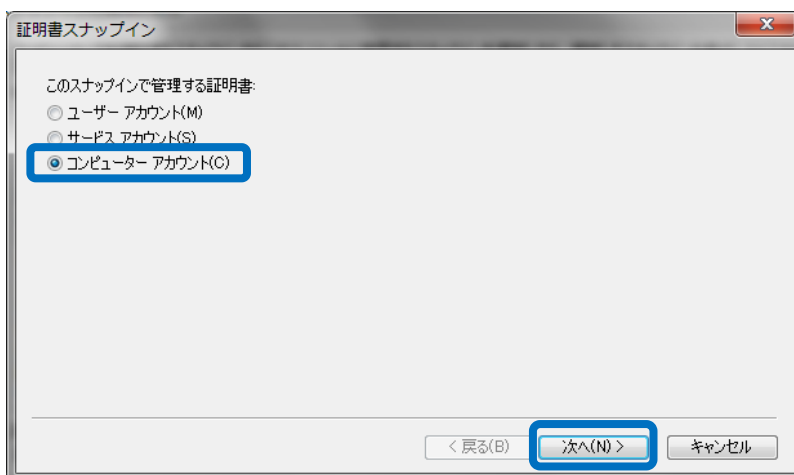 証明書スナップイン
このスナップインで管理する証明書:
ユーザー アカウント(M)
サービス アカウント(S)
コンピューター アカウント(C)
< 戻る(B) 次へ(N) > キャンセル